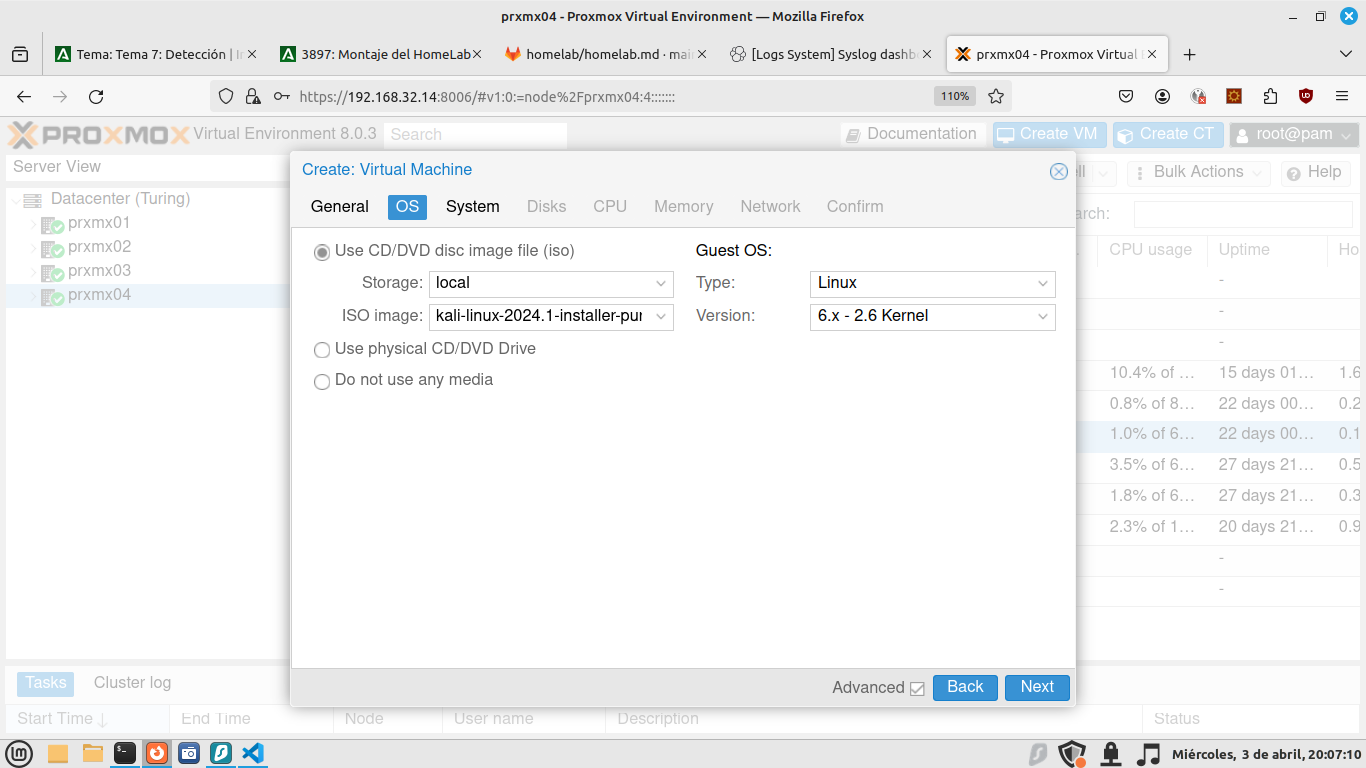 prxmx04 - Proxmox Virtual Environment — Mozilla Firefox
Tema: Tema 7: Detección | I
3897: Montaje del HomeLab
homelab/homelab.md · mai
[Logs System] Syslog dashb
prxmx04 - Proxmox Virtual
https://192.168.32.14:8006/#v1:0:=node%2Fprxmx04:4:::::::
110%
PROXMOX Virtual Environment 8.0.3
Search
Documentation
Create VM
Create CT
root@pam
Server View
Bulk Actions
Help
Datacenter (Turing)
prxmx01
prxmx02
prxmx03
prxmx04
Create: Virtual Machine
General
OS
System
Disks
CPU
Memory
Network
Confirm
Use CD/DVD disc image file (iso)
Storage: local
ISO image: kali-linux-2024.1-installer-pur
Use physical CD/DVD Drive
Do not use any media
Guest OS:
Type: Linux
Version: 6.x - 2.6 Kernel
Advanced
Back
Next
arch:
CPU usage
Uptime
Ho
-
-
-
10.4% of ... 15 days 01... 1.6
0.8% of 8... 22 days 00... 0.2
1.0% of 6... 22 days 00... 0.1
3.5% of 6... 27 days 21... 0.5
1.8% of 6... 27 days 21... 0.3
2.3% of 1... 20 days 21... 0.9
-
-
Tasks
Cluster log
Start Time
End Time
Node
User name
Description
Status
Miércoles, 3 de abril, 20:07:10